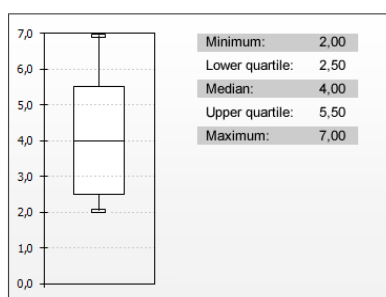 7,0
6,0
5,0
4,0
3,0
2,0
1,0
0,0
Minimum: 2,00
Lower quartile: 2,50
Median: 4,00
Upper quartile: 5,50
Maximum: 7,00